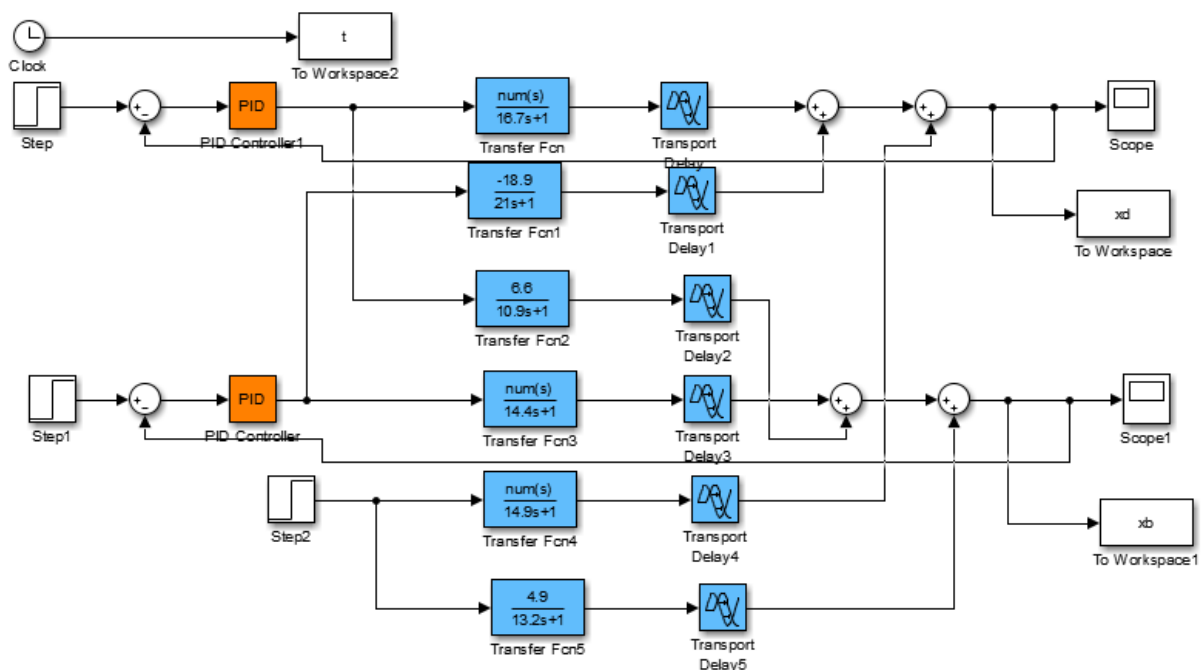 t
Clock
To Workspace2
PID
num(s)
16.7s+1
+
-
+
+
+
+
Step
PID Controller1
Transfer Fcn
Transport
Delay
Scope
-18.9
21s+1
Transfer Fcn1
Transport
Delay1
xd
To Workspace
6.6
10.9s+1
Transfer Fcn2
Transport
Delay2
PID
num(s)
14.4s+1
+
-
+
+
+
+
Step1
PID Controller
Transfer Fcn3
Transport
Delay3
Scope1
num(s)
14.9s+1
Step2
Transfer Fcn4
Transport
Delay4
xb
To Workspace1
4.9
13.2s+1
Transfer Fcn5
Transport
Delay5